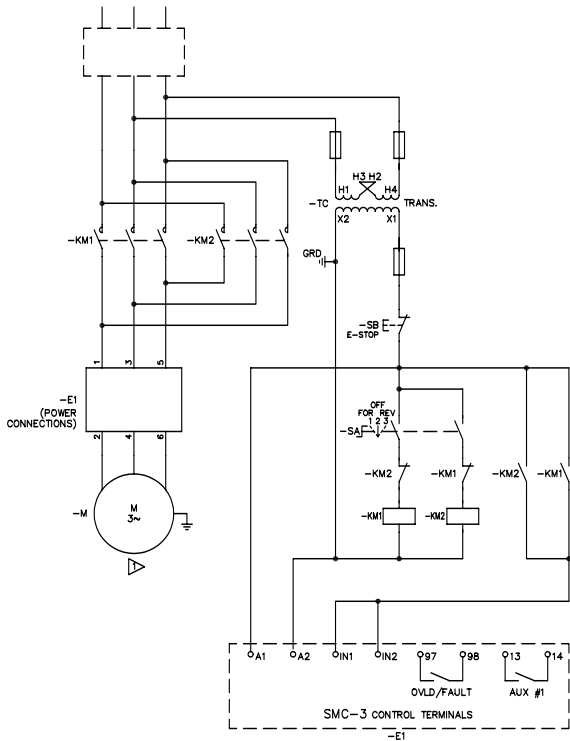 H3 H2
H1 H4
-TC TRANS.
X2 X1
-KM1 -KM2
GRD
-SB
E-STOP
1 3 5
-E1
(POWER
CONNECTIONS)
2 4 6
OFF
FOR REV
1 2 3
-SA
-KM2 -KM1 -KM2 -KM1
-KM1 -KM2
-M
M
3~
1
A1 A2 IN1 IN2 97 98 13 14
OVLD/FAULT AUX #1
SMC-3 CONTROL TERMINALS
-E1